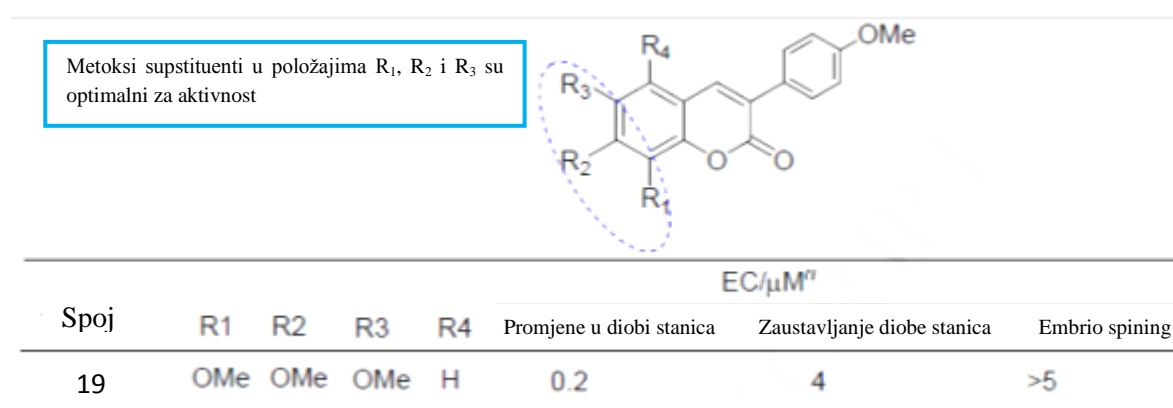 Metoksi supstituenti u položajima R₁, R₂ i R₃ su
optimalni za aktivnost
OMe
R₄
R₃
R₂
O
O
R₁
EC/μMⁿ
Spoj R1 R2 R3 R4 Promjene u diobi stanica Zaustavljanje diobe stanica Embrio spining
19 OMe OMe OMe H 0.2 4 >5